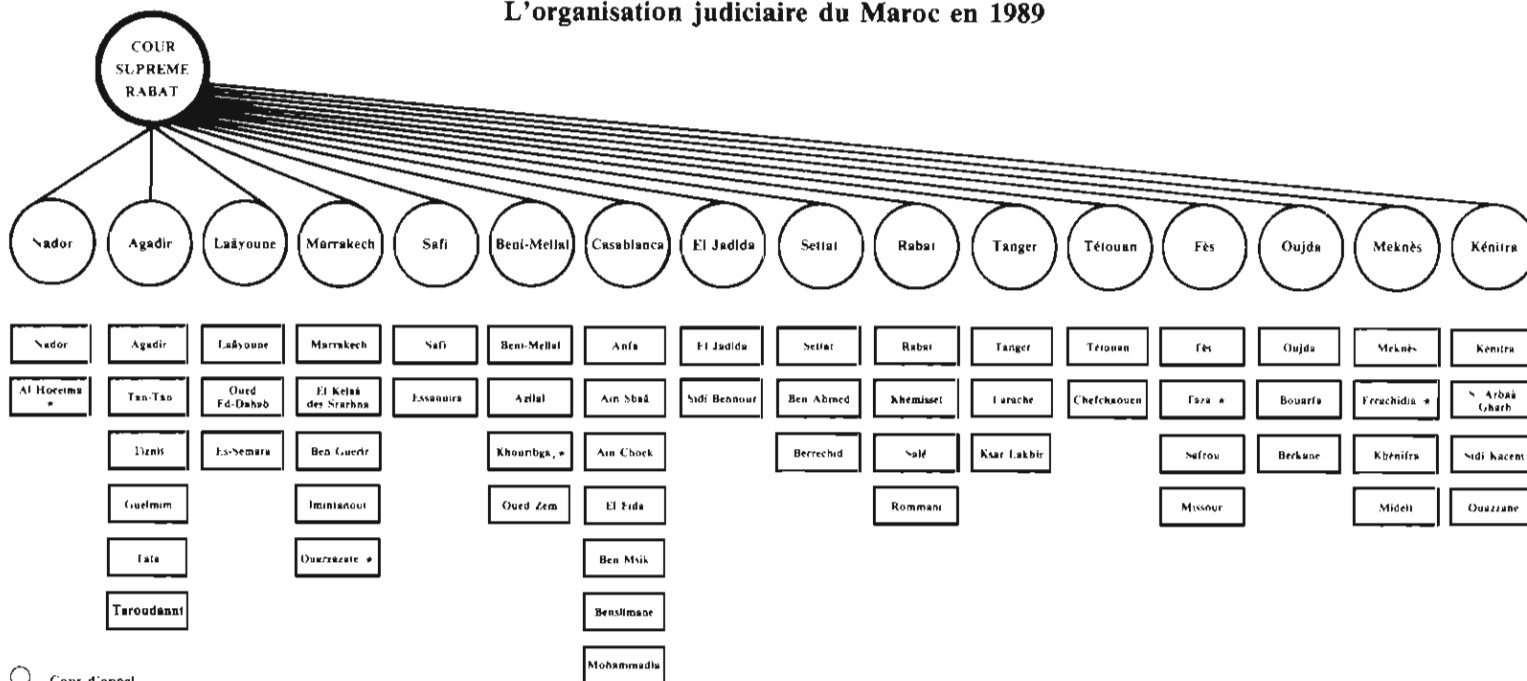 L'organisation judiciaire du Maroc en 1989
COUR
SUPREME
RABAT
Nador
Agadir
Laâyoune
Marrakech
Safi
Beni-Mellal
Casablanca
El Jadida
Settat
Rabat
Tanger
Tétouan
Fès
Oujda
Meknès
Kénitra
Nador
Agadir
Laâyoune
Marrakech
Safi
Beni-Mellal
Anfa
El Jadida
Settat
Rabat
Tanger
Tétouan
Fès
Oujda
Meknès
Kénitra
Al Hoceima
*
Tan-Tan
Oued
Ed-Dahab
El Kelaâ
des Srarhna
Essaouira
Azilal
Ain Sbaâ
Sidi Bennour
Ben Ahmed
Khemisset
Larache
Chefchaouen
Taza *
Bouarfa
Errachidia *
S. Arbaâ
Gharb
Tiznit
Es-Semara
Ben Guerir
Khouribga, *
Ain Chock
Berrechid
Salé
Ksar Lakbir
Sefrou
Berkane
Khénifra
Sidi Kacem
Guelmim
Imintanout
Oued Zem
El Fida
Rommani
Missour
Midelt
Ouazzane
Tata
Ouarzazate *
Ben Msik
Taroudannt
Benslimane
Mohammadia
Cour d'appel